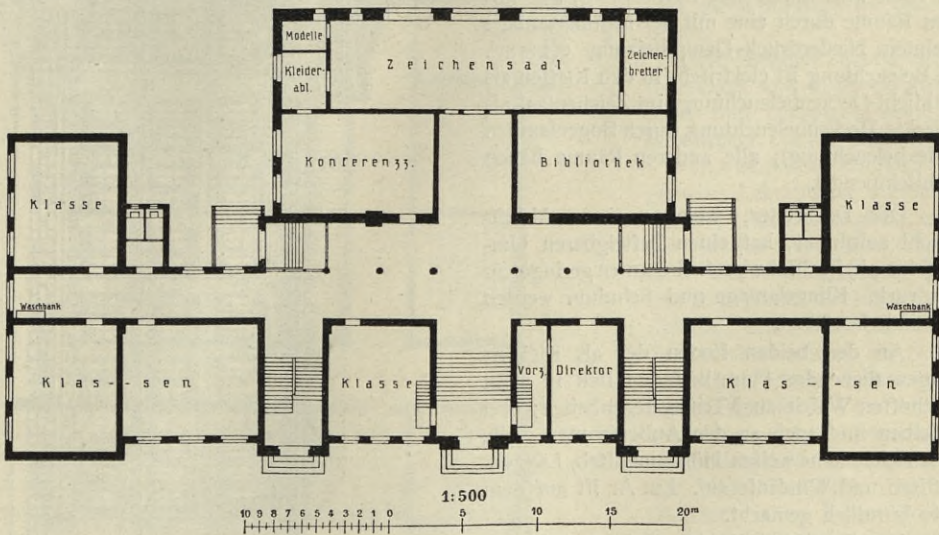 Modelle
Kleider-
abl.
Zeichensaal
Zeichen-
bretter
Konferenzz.
Bibliothek
Klasse
Klasse
Waschbank
Waschbank
Klas--sen
Klasse
Vorz.
Direktor
Klas--sen
1:500
10 9 8 7 6 5 4 3 2 1 0 5 10 15 20m